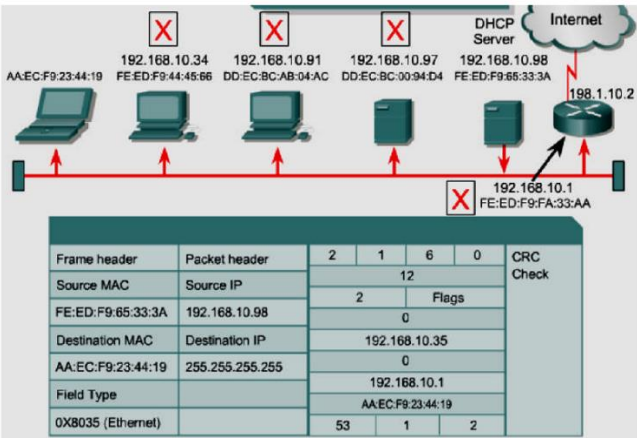 X X X DHCP Internet
Server
192.168.10.34 192.168.10.91 192.168.10.97 192.168.10.98
AA:EC:F9:23:44:19 FE:ED:F9:44:45:66 DD:EC:BC:AB:04:AC DD:EC:BC:00:94:D4 FE:ED:F9:65:33:3A
198.1.10.2
X 192.168.10.1
FE:ED:F9:FA:33:AA
Frame header Packet header 2 1 6 0 CRC
Check
Source MAC Source IP 12
2 Flags
FE:ED:F9:65:33:3A 192.168.10.98 0
Destination MAC Destination IP 192.168.10.35
AA:EC:F9:23:44:19 255.255.255.255 0
192.168.10.1
Field Type AA:EC:F9:23:44:19
0X8035 (Ethernet) 53 1 2